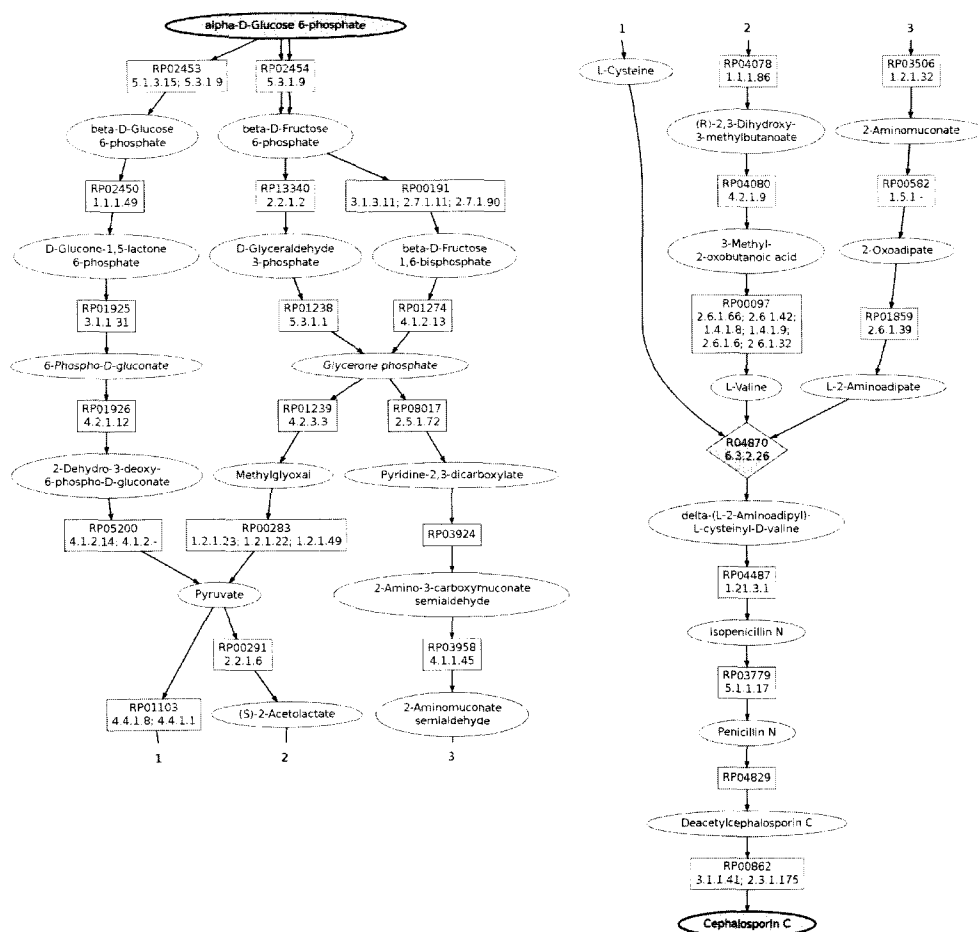 alpha-D-Glucose 6-phosphate
RP02453
5.1.3.15; 5.3.1.9
RP02454
5.3.1.9
beta-D-Glucose
6-phosphate
beta-D-Fructose
6-phosphate
RP02450
1.1.1.49
RP13340
2.2.1.2
RP00191
3.1.3.11; 2.7.1.11; 2.7.1.90
D-Glucono-1,5-lactone
6-phosphate
D-Glyceraldehyde
3-phosphate
beta-D-Fructose
1,6-bisphosphate
RP01925
3.1.1.31
RP01238
5.3.1.1
RP01274
4.1.2.13
6-Phospho-D-gluconate
Glycerone phosphate
RP01926
4.2.1.12
RP01239
4.2.3.3
RP08017
2.5.1.72
2-Dehydro-3-deoxy-
6-phospho-D-gluconate
Methylglyoxal
Pyridine-2,3-dicarboxylate
RP05200
4.1.2.14; 4.1.2.-
RP00283
1.2.1.23; 1.2.1.22; 1.2.1.49
RP03924
Pyruvate
2-Amino-3-carboxymuconate
semialdehyde
RP00291
2.2.1.6
RP03958
4.1.1.45
RP01103
4.4.1.8; 4.4.1.1
(S)-2-Acetolactate
2-Aminomuconate
semialdehyde
1
2
3
1
2
3
L-Cysteine
RP04078
1.1.1.86
RP03506
1.2.1.32
(R)-2,3-Dihydroxy-
3-methylbutanoate
2-Aminomuconate
RP04080
4.2.1.9
RP00582
1.5.1.-
3-Methyl-
2-oxobutanoic acid
2-Oxoadipate
RP00097
2.6.1.66; 2.6.1.42;
1.4.1.8; 1.4.1.9;
2.6.1.6; 2.6.1.32
RP01859
2.6.1.39
L-Valine
L-2-Aminoadipate
R04870
6.3.2.26
delta-(L-2-Aminoadipyl)-
L-cysteinyl-D-valine
RP04487
1.21.3.1
Isopenicillin N
RP03779
5.1.1.17
Penicillin N
RP04829
Deacetylcephalosporin C
RP00862
3.1.1.41; 2.3.1.175
Cephalosporin C